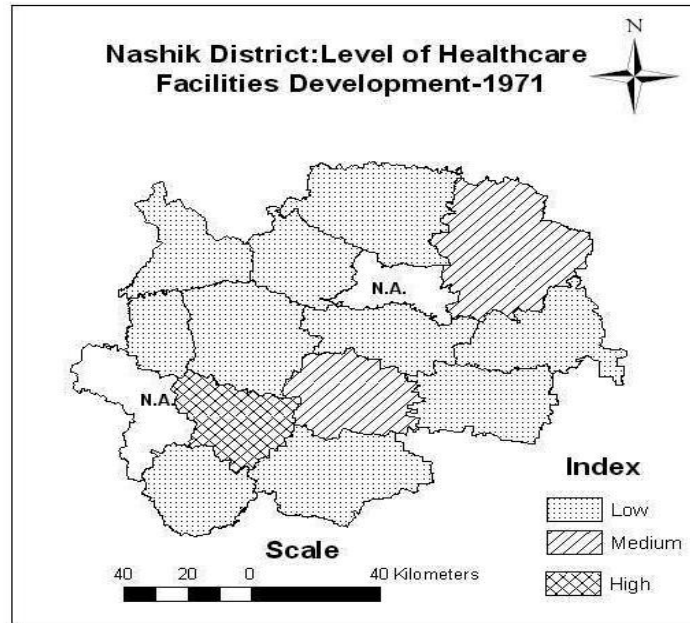 Nashik District:Level of Healthcare
Facilities Development-1971
N
N.A.
N.A.
Index
Low
Medium
High
Scale
40 20 0 40 Kilometers